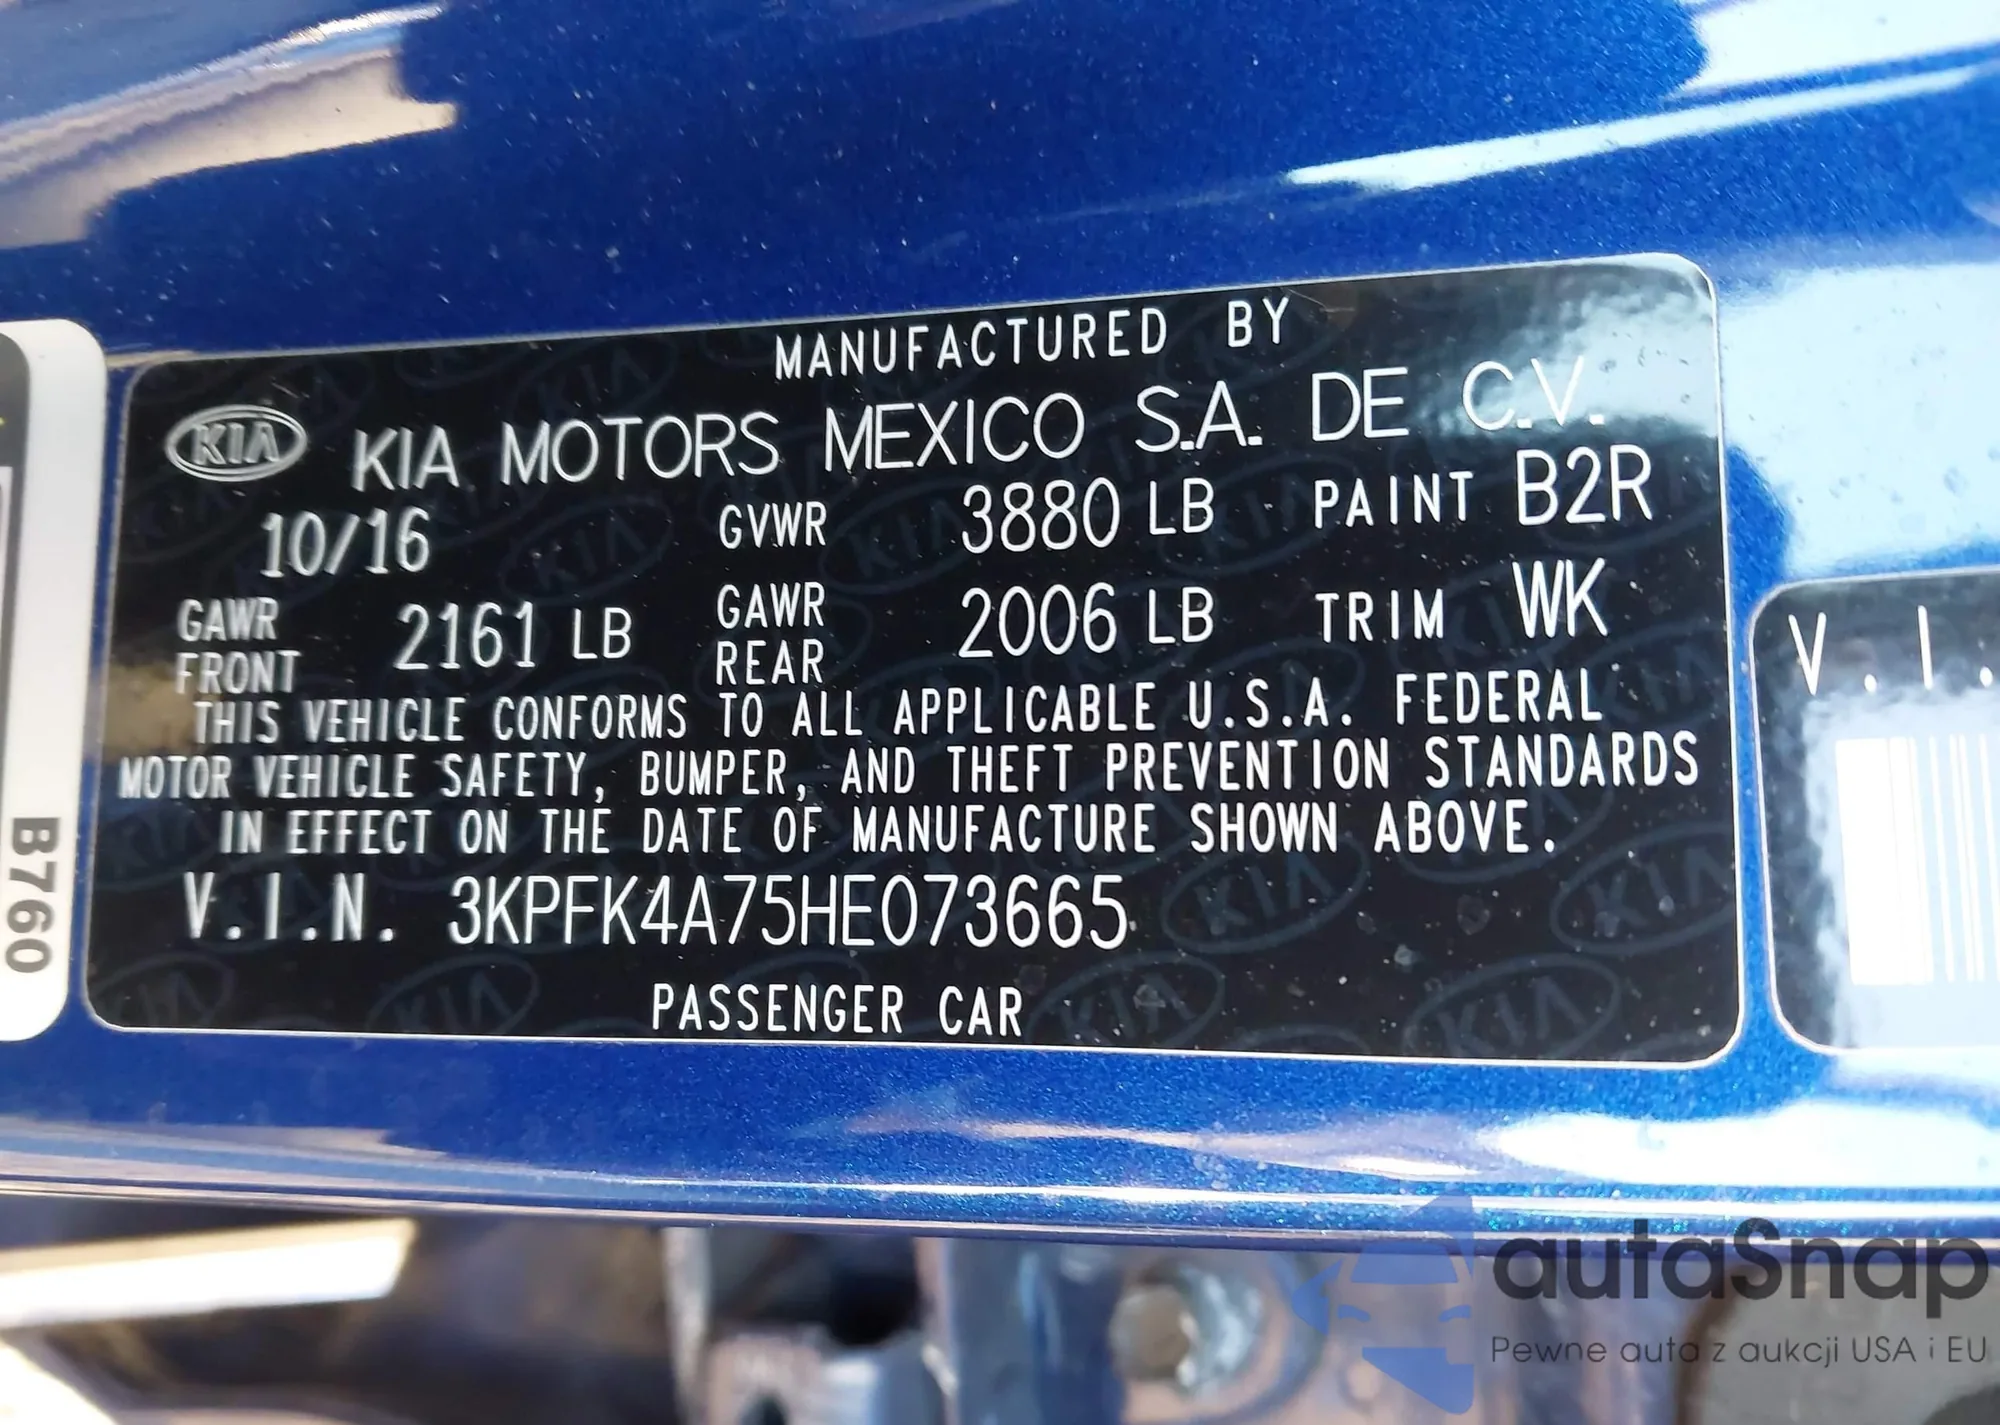 MANUFACTURED BY
KIA KIA MOTORS MEXICO S.A. DE C.V.
10/16 GVWR 3880 LB PAINT B2R
GAWR FRONT 2161 LB GAWR REAR 2006 LB TRIM WK
THIS VEHICLE CONFORMS TO ALL APPLICABLE U.S.A. FEDERAL
MOTOR VEHICLE SAFETY, BUMPER, AND THEFT PREVENTION STANDARDS
IN EFFECT ON THE DATE OF MANUFACTURE SHOWN ABOVE.
V.I.N. 3KPFK4A75HE073665
PASSENGER CAR
B760
V.I.
autaSnap
Pewne auta z aukcji USA i EU